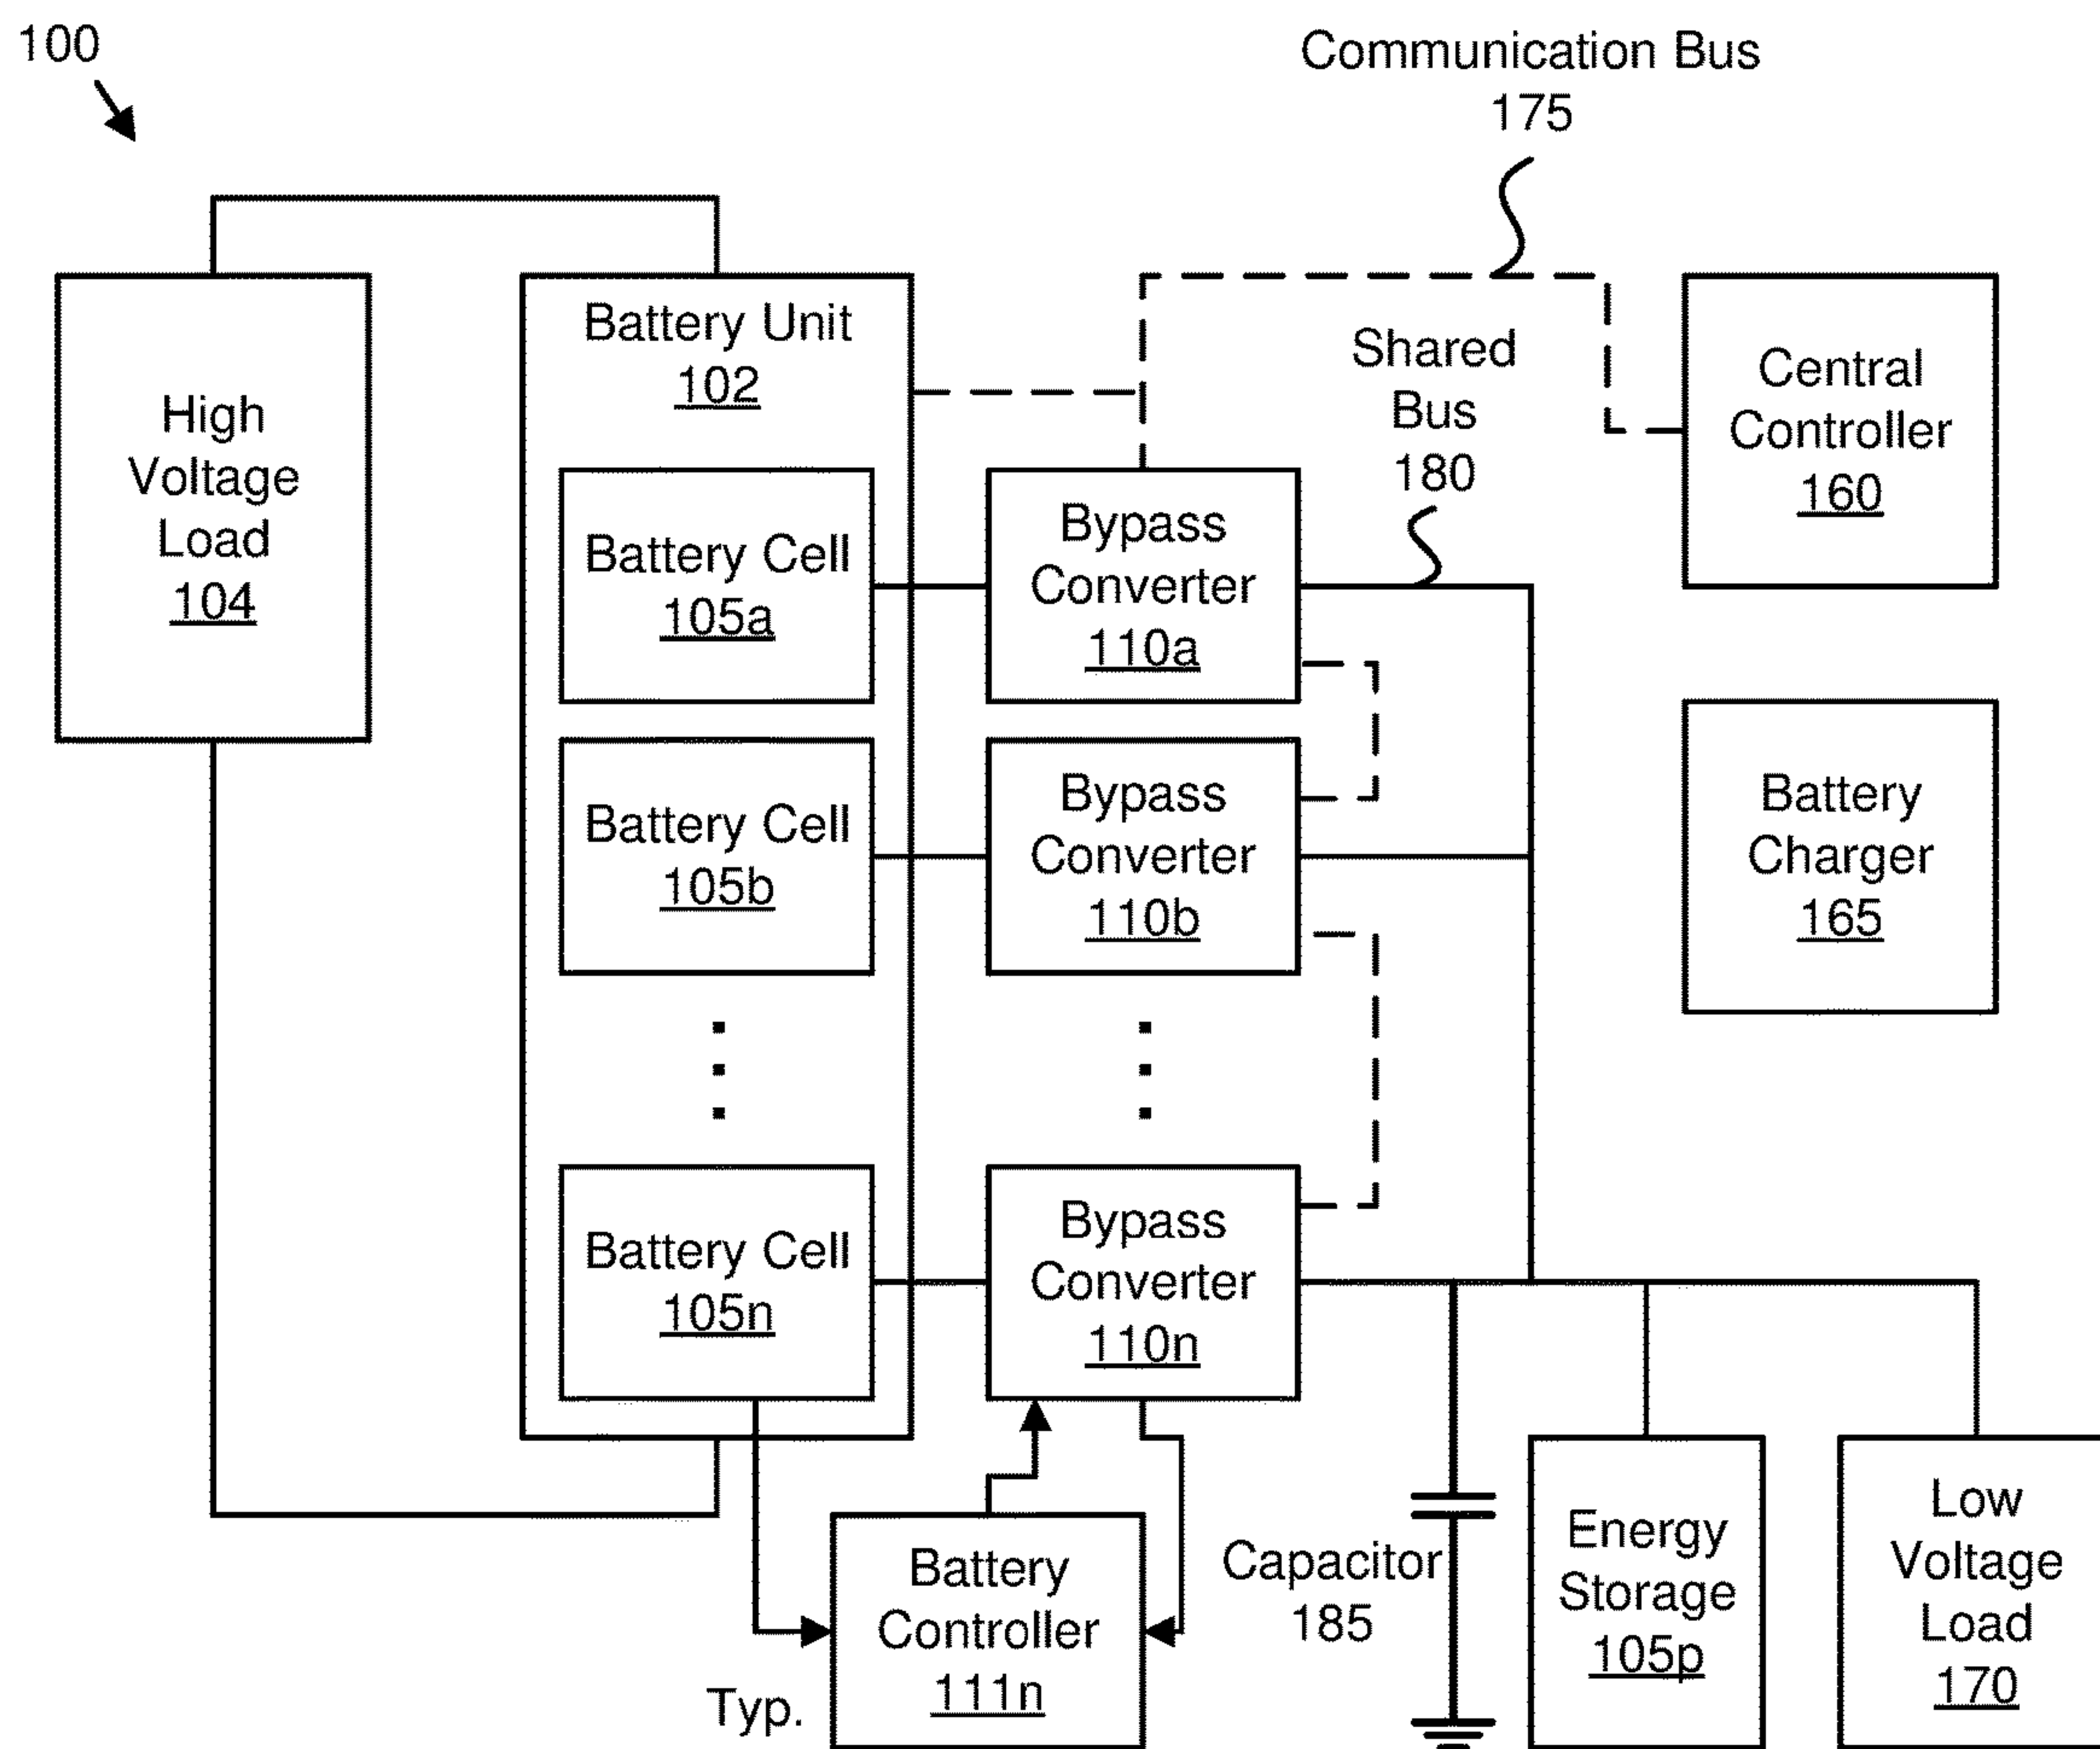 100
Communication Bus
175
High
Voltage
Load
104
Battery Unit
102
Shared
Bus
180
Central
Controller
160
Battery Cell
105a
Bypass
Converter
110a
Battery Cell
105b
Bypass
Converter
110b
Battery
Charger
165
Battery Cell
105n
Bypass
Converter
110n
Battery
Controller
111n
Typ.
Capacitor
185
Energy
Storage
105p
Low
Voltage
Load
170